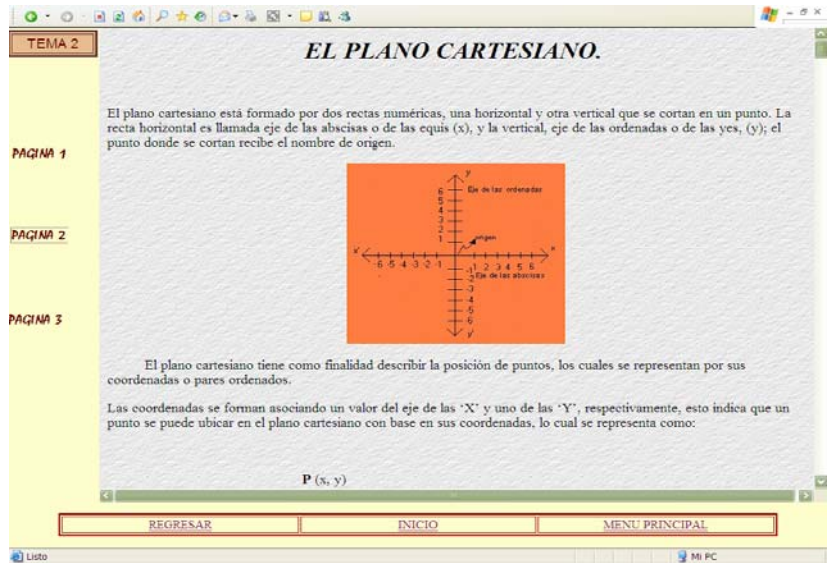 TEMA 2
EL PLANO CARTESIANO.
El plano cartesiano está formado por dos rectas numéricas, una horizontal y otra vertical que se cortan en un punto. La
recta horizontal es llamada eje de las abscisas o de las equis (x), y la vertical, eje de las ordenadas o de las yes, (y); el
punto donde se cortan recibe el nombre de origen.
PAGINA 1
PAGINA 2
PAGINA 3
y
Eje de las ordenadas
6
5
4
3
2
1
origen
x' x
-6 -5 -4 -3 -2 -1 1 2 3 4 5 6
Eje de las abscisas
-1
-2
-3
-4
-5
-6
y'
El plano cartesiano tiene como finalidad describir la posición de puntos, los cuales se representan por sus
coordenadas o pares ordenados.
Las coordenadas se forman asociando un valor del eje de las ‘X’ y uno de las ‘Y’, respectivamente, esto indica que un
punto se puede ubicar en el plano cartesiano con base en sus coordenadas, lo cual se representa como:
P (x, y)
REGRESAR INICIO MENU PRINCIPAL
Listo Mi PC